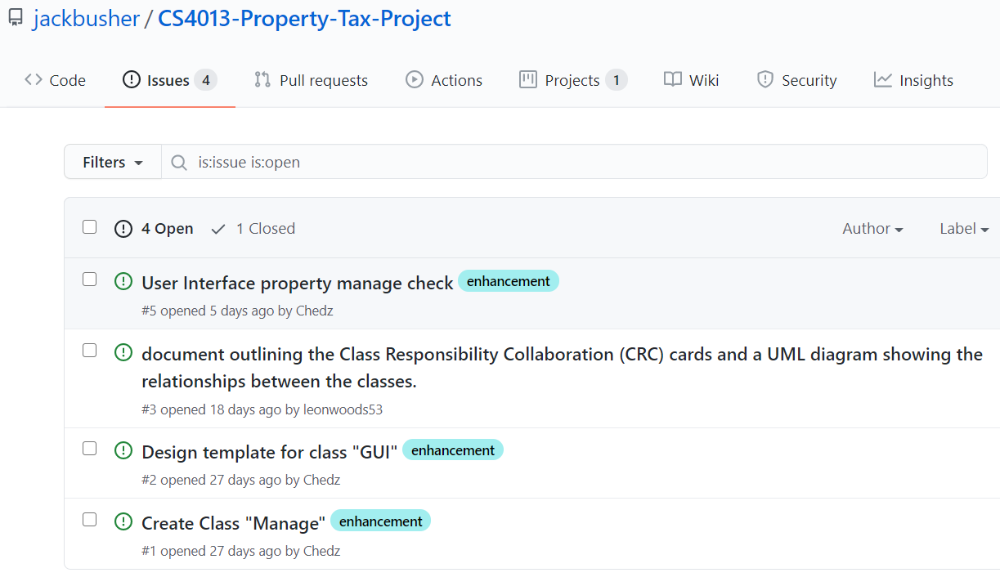 jackbusher / CS4013-Property-Tax-Project
Code Issues 4 Pull requests Actions Projects 1 Wiki Security Insights
Filters is:issue is:open
4 Open 1 Closed Author Label
User Interface property manage check enhancement
#5 opened 5 days ago by Chedz
document outlining the Class Responsibility Collaboration (CRC) cards and a UML diagram showing the
relationships between the classes.
#3 opened 18 days ago by leonwoods53
Design template for class "GUI" enhancement
#2 opened 27 days ago by Chedz
Create Class "Manage" enhancement
#1 opened 27 days ago by Chedz